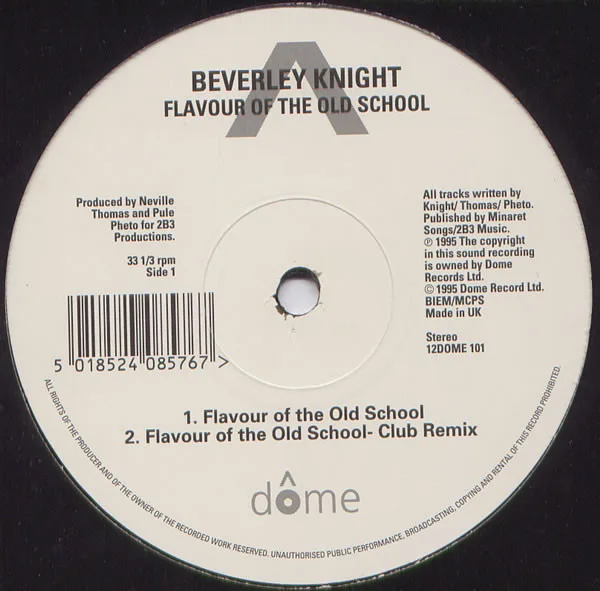 A
BEVERLEY KNIGHT
FLAVOUR OF THE OLD SCHOOL
Produced by Neville
Thomas and Pule
Pheto for 2B3
Productions.
33 1/3 rpm
Side 1
All tracks written by
Knight/ Thomas/ Pheto.
Published by Minaret
Songs/2B3 Music.
℗ 1995 The copyright
in this sound recording
is owned by Dome
Records Ltd.
© 1995 Dome Record Ltd.
BIEM/MCPS
Made in UK
Stereo
12DOME 101
5 018524 085767 >
1. Flavour of the Old School
2. Flavour of the Old School- Club Remix
dôme
ALL RIGHTS OF THE PRODUCER AND OF THE OWNER OF THE RECORDED WORK RESERVED. UNAUTHORISED PUBLIC PERFORMANCE, BROADCASTING, COPYING AND RENTAL OF THIS RECORD PROHIBITED.